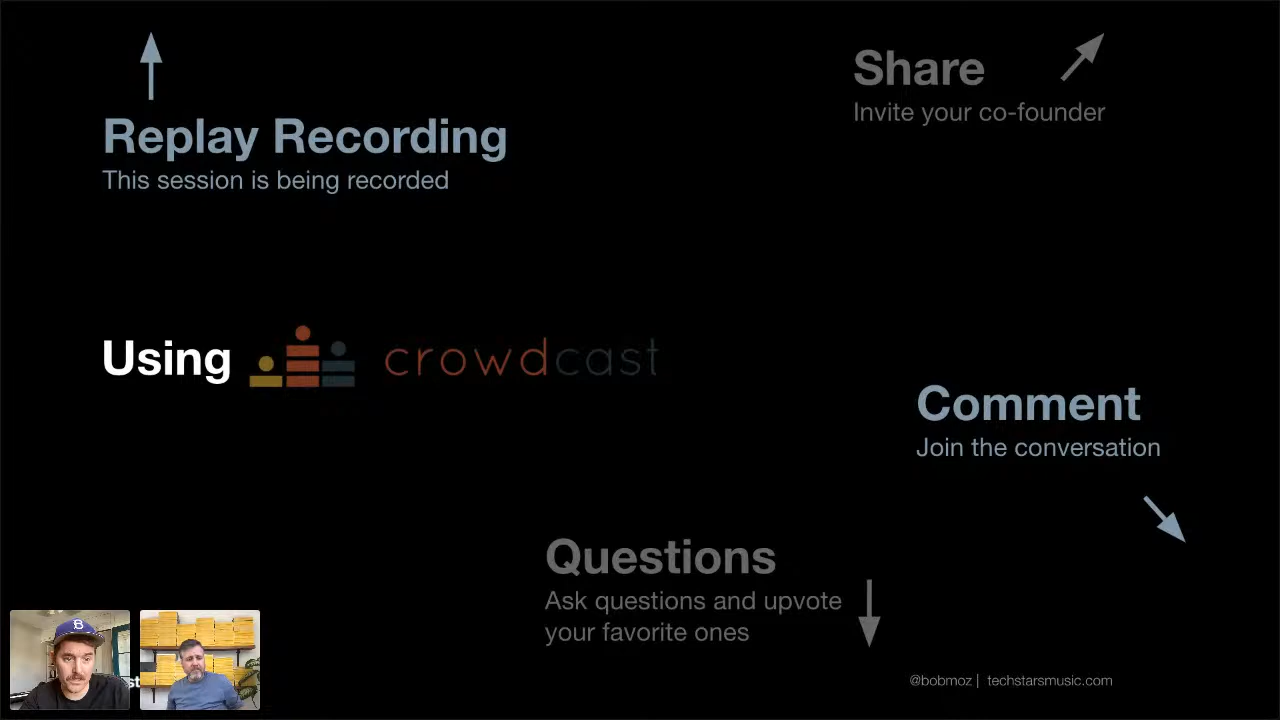 Replay Recording
This session is being recorded
Share
Invite your co-founder
Using crowdcast
Comment
Join the conversation
Questions
Ask questions and upvote
your favorite ones
B
@bobmoz | techstarsmusic.com